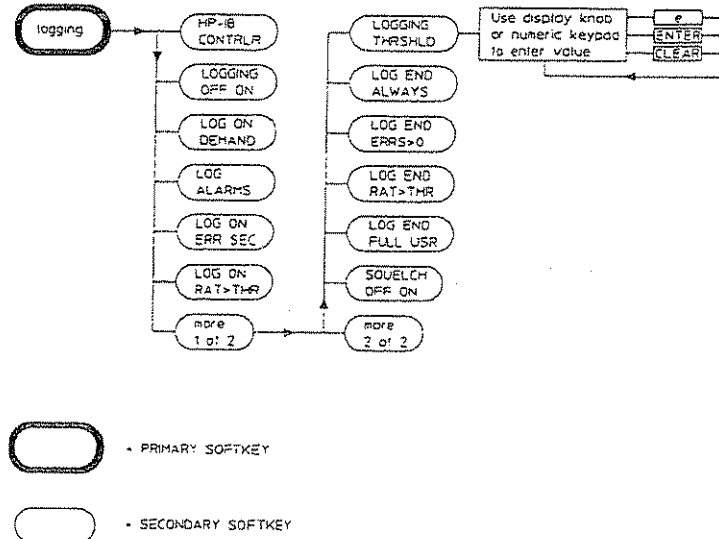 logging
HP-IB
CONTRLR
LOGGING
OFF ON
LOG ON
DEMAND
LOG
ALARMS
LOG ON
ERR SEC
LOG ON
RAT>THR
more
1 of 2
LOGGING
THRSHLD
LOG END
ALWAYS
LOG END
ERRS>0
LOG END
RAT>THR
LOG END
FULL USR
SQUELCH
OFF ON
more
2 of 2
Use display knob
or numeric keypad
to enter value
e
ENTER
CLEAR
- PRIMARY SOFTKEY
- SECONDARY SOFTKEY